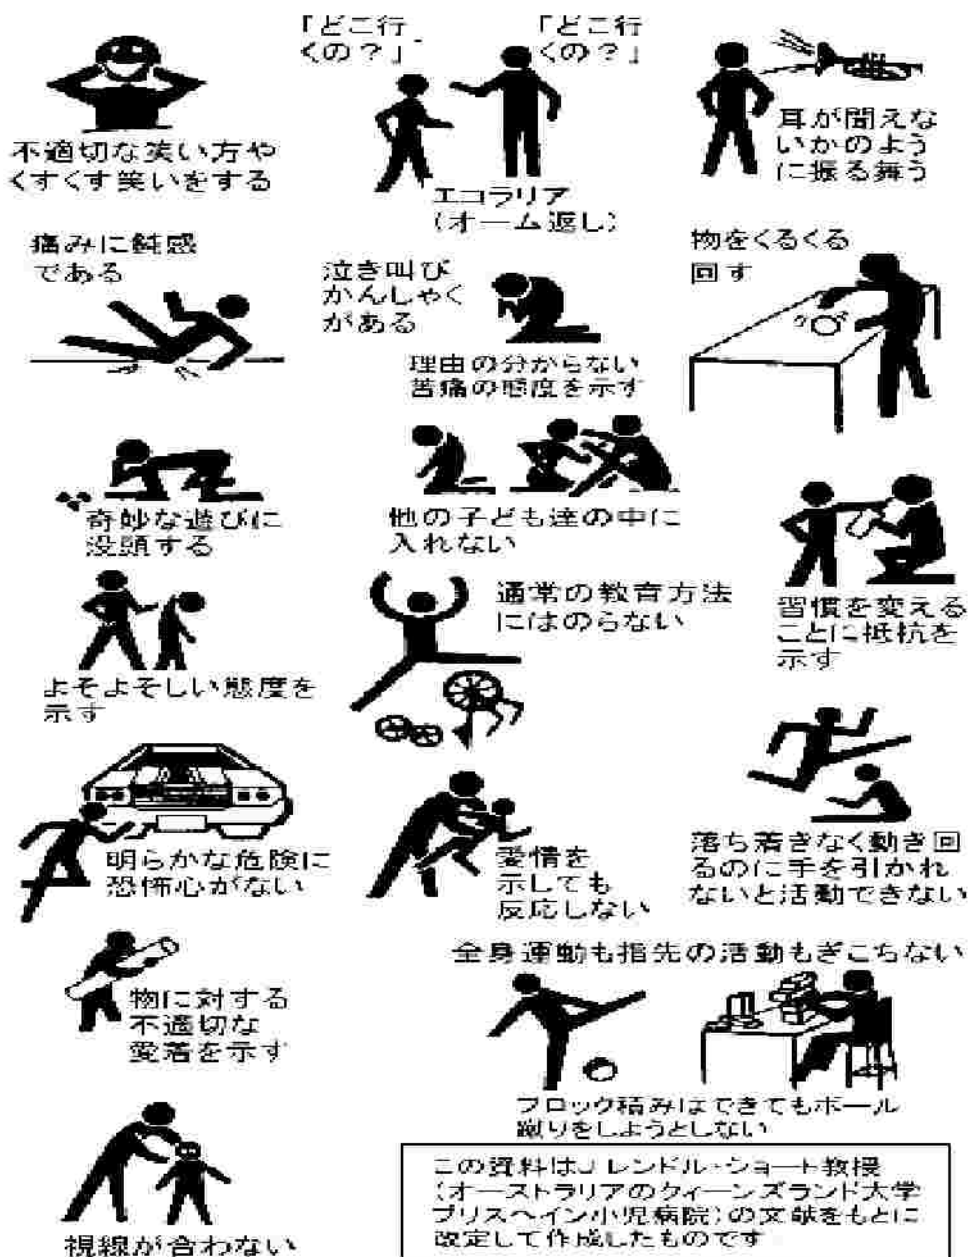 「どこ行
くの？」
「どこ行
くの？」
不適切な笑い方や
くすくす笑いをする
エコラリア
(オーム返し)
耳が聞えな
いかのよう
に振る舞う
痛みに鈍感
である
泣き叫び
かんしゃく
がある
理由の分からない
苦痛の態度を示す
物をくるくる
回す
奇妙な遊びに
没頭する
他の子ども達の中に
入れない
習慣を変える
ことに抵抗を
示す
よそよそしい態度を
示す
通常の教育方法
にはのらない
明らかな危険に
恐怖心がない
愛情を
示しても
反応しない
落ち着きなく動き回
るのに手を引かれ
ないと活動できない
物に対する
不適切な
愛着を示す
全身運動も指先の活動もぎこちない
ブロック積みはできてもボール
蹴りをしようとしない
視線が合わない
この資料はJ レンドル・ショート教授
(オーストラリアのクィーンズランド大学
ブリスベイン小児病院)の文献をもとに
改定して作成したものです